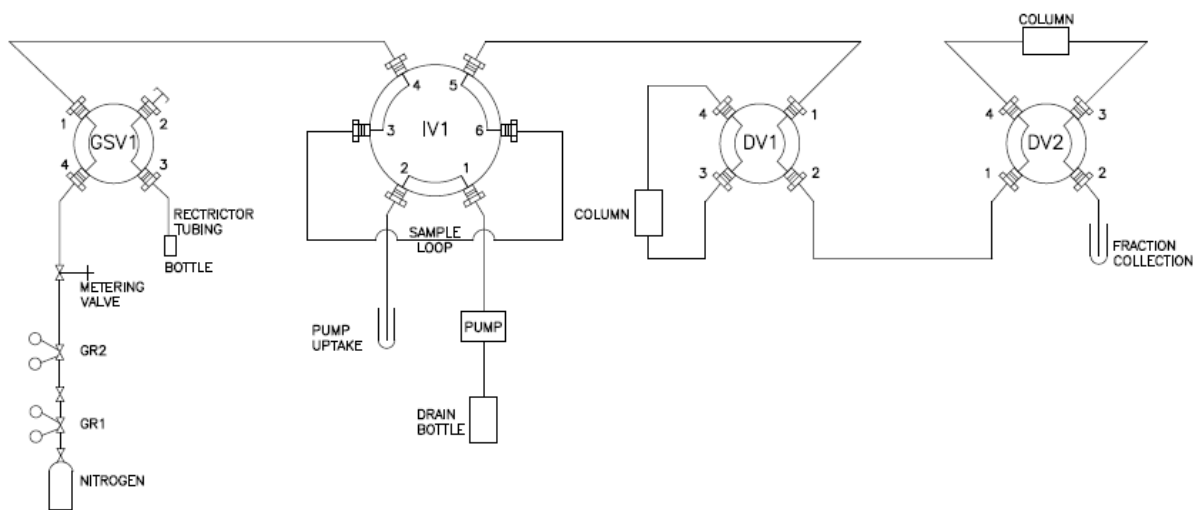 COLUMN
4
5
1
2
GSV1
4
3
3
IV1
6
2
1
4
1
DV1
3
2
4
3
DV2
1
2
RECTRICTOR
TUBING
BOTTLE
SAMPLE
LOOP
COLUMN
FRACTION
COLLECTION
METERING
VALVE
PUMP
UPTAKE
PUMP
GR2
DRAIN
BOTTLE
GR1
NITROGEN